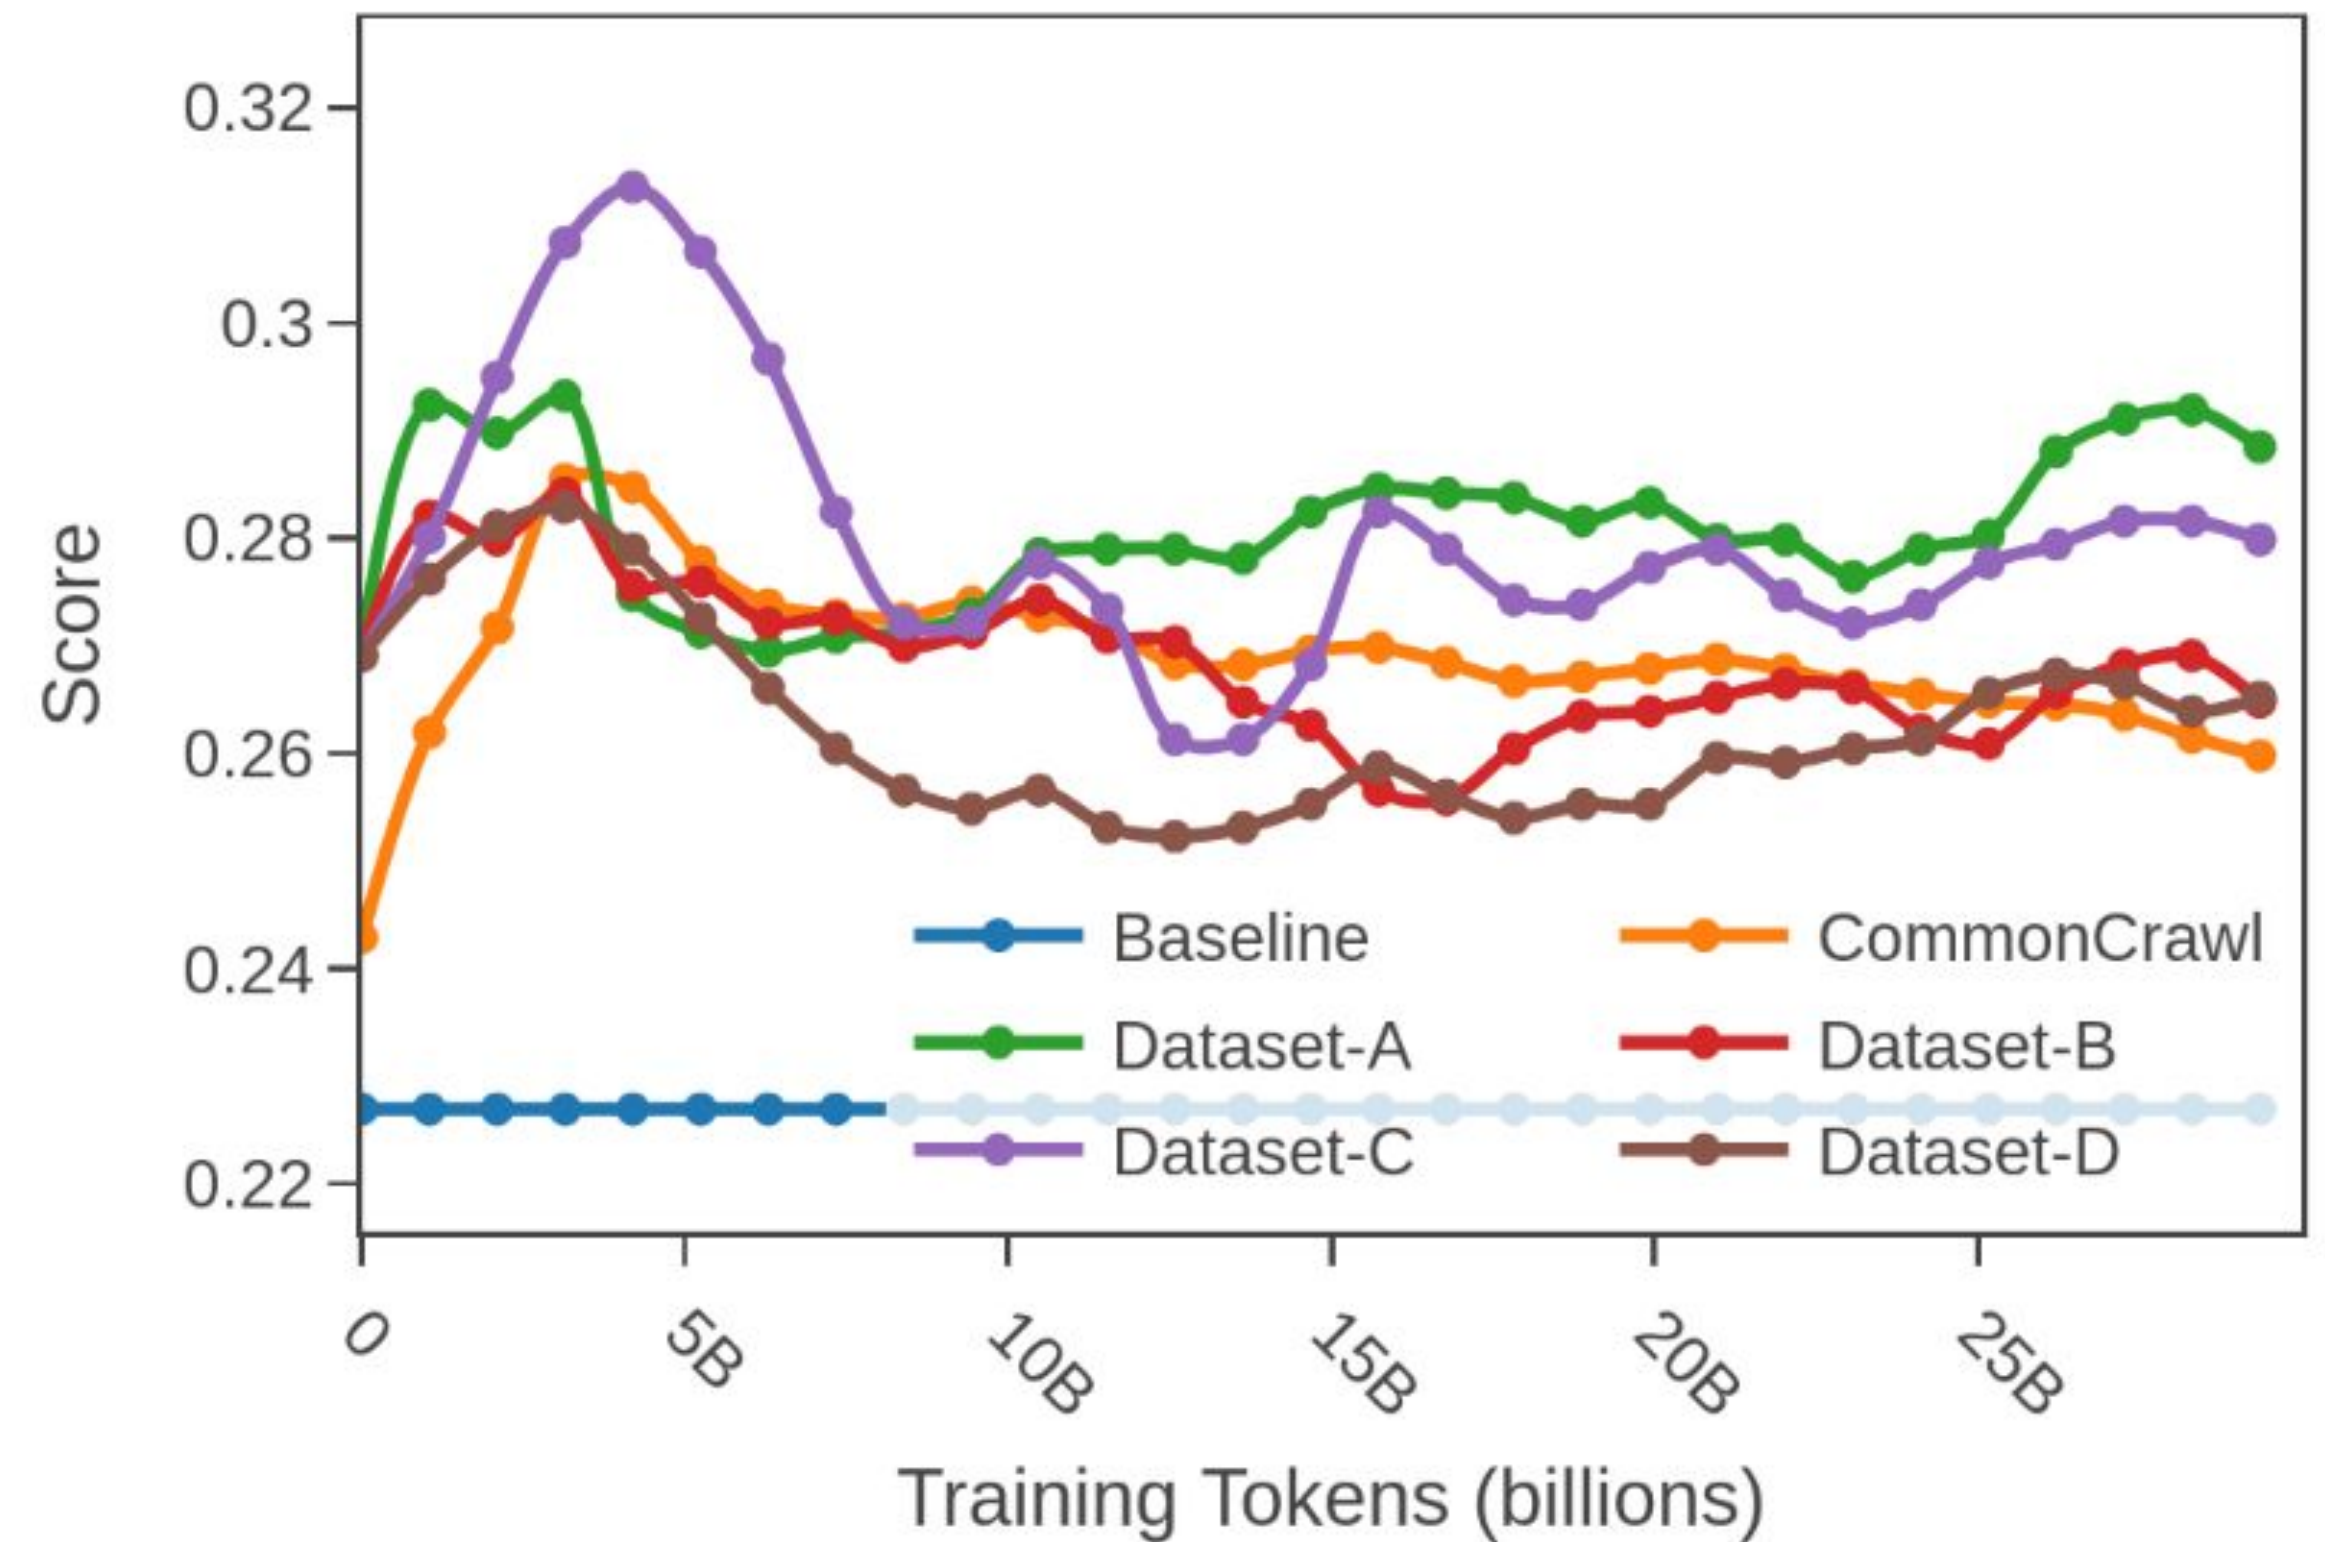 0.32
0.3
0.28
0.26
0.24
0.22
Score
Baseline
CommonCrawl
Dataset-A
Dataset-B
Dataset-C
Dataset-D
0
5B
10B
15B
20B
25B
Training Tokens (billions)